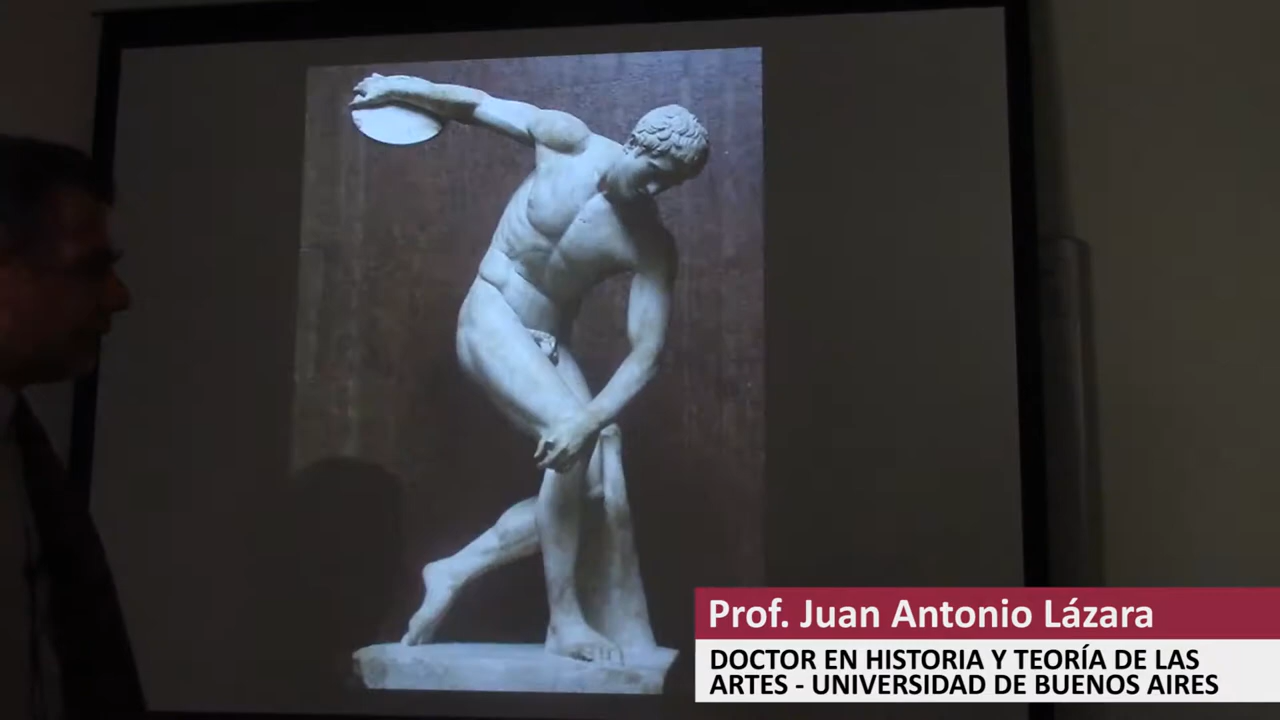 Prof. Juan Antonio Lázara
DOCTOR EN HISTORIA Y TEORÍA DE LAS
ARTES - UNIVERSIDAD DE BUENOS AIRES